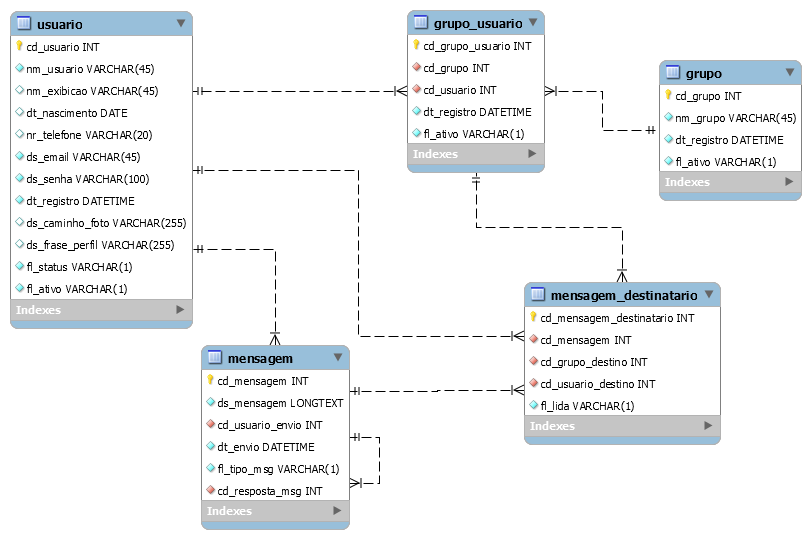 usuario
cd_usuario INT
nm_usuario VARCHAR(45)
nm_exibicao VARCHAR(45)
dt_nascimento DATE
nr_telefone VARCHAR(20)
ds_email VARCHAR(45)
ds_senha VARCHAR(100)
dt_registro DATETIME
ds_caminho_foto VARCHAR(255)
ds_frase_perfil VARCHAR(255)
fl_status VARCHAR(1)
fl_ativo VARCHAR(1)
Indexes
grupo_usuario
cd_grupo_usuario INT
cd_grupo INT
cd_usuario INT
dt_registro DATETIME
fl_ativo VARCHAR(1)
Indexes
grupo
cd_grupo INT
nm_grupo VARCHAR(45)
dt_registro DATETIME
fl_ativo VARCHAR(1)
Indexes
mensagem
cd_mensagem INT
ds_mensagem LONGTEXT
cd_usuario_envio INT
dt_envio DATETIME
fl_tipo_msg VARCHAR(1)
cd_resposta_msg INT
Indexes
mensagem_destinatario
cd_mensagem_destinatario INT
cd_mensagem INT
cd_grupo_destino INT
cd_usuario_destino INT
fl_lida VARCHAR(1)
Indexes